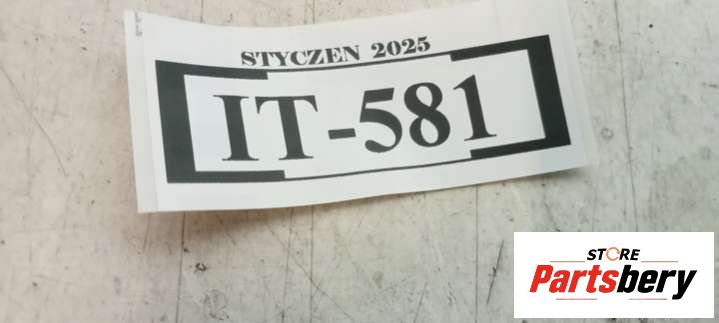 STYCZEN 2025
IT-581
STORE
Partsbery